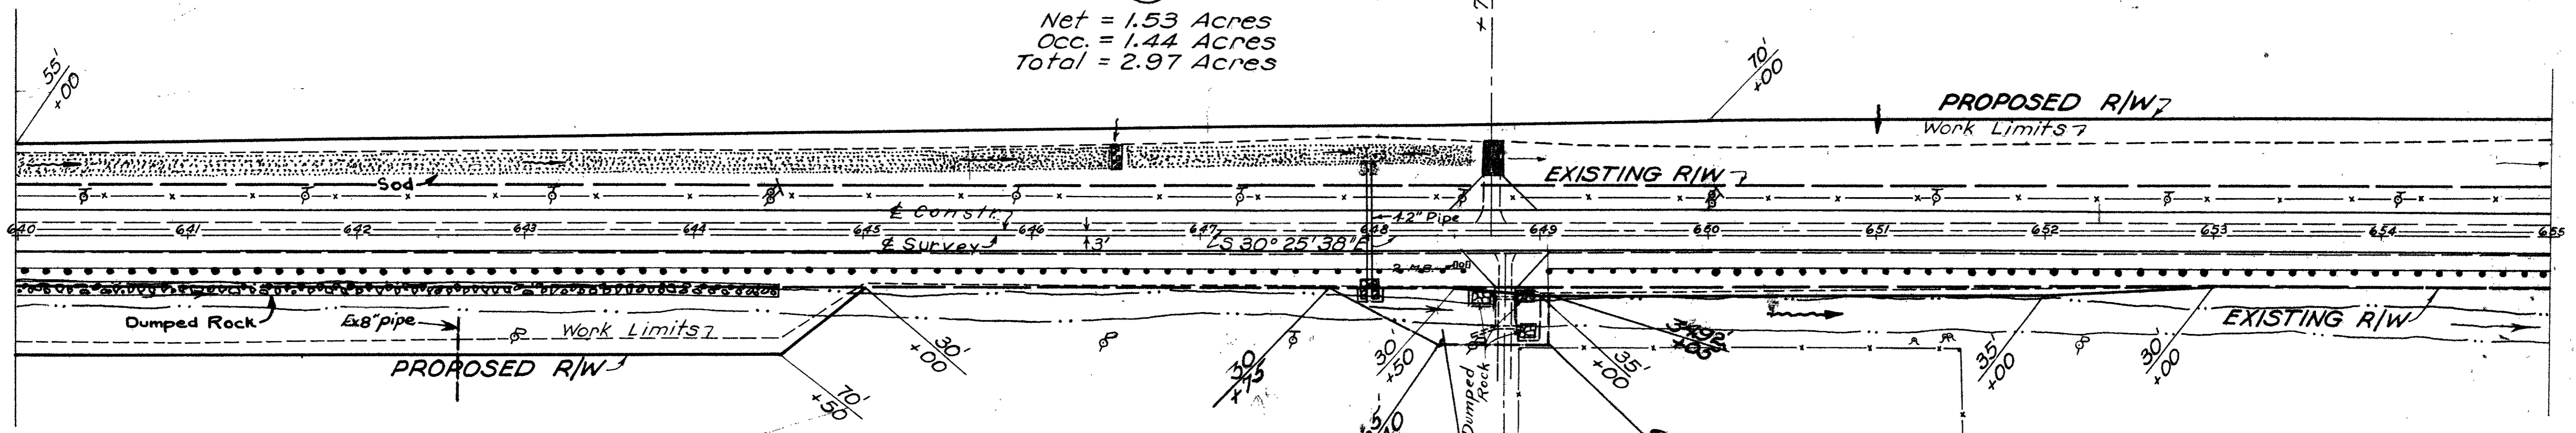 Net = 1.53 Acres
Occ. = 1.44 Acres
Total = 2.97 Acres
+7
55'
+00
70'
+00
PROPOSED R/W
Work Limits
Sod
EXISTING R/W
℄ Constr.
42" Pipe
640 641 642 643 644 645 646 647 648 649 650 651 652 653 654 655
℄ Survey
3'
S 30° 25' 38" E
2 M.B.
Dumped Rock
Ex 8" pipe
Work Limits
EXISTING R/W
PROPOSED R/W
30'
+00
70'
+50
30
+75
30'
+50
35'
+00
35'
+00
30'
+00
Dumped
Rock